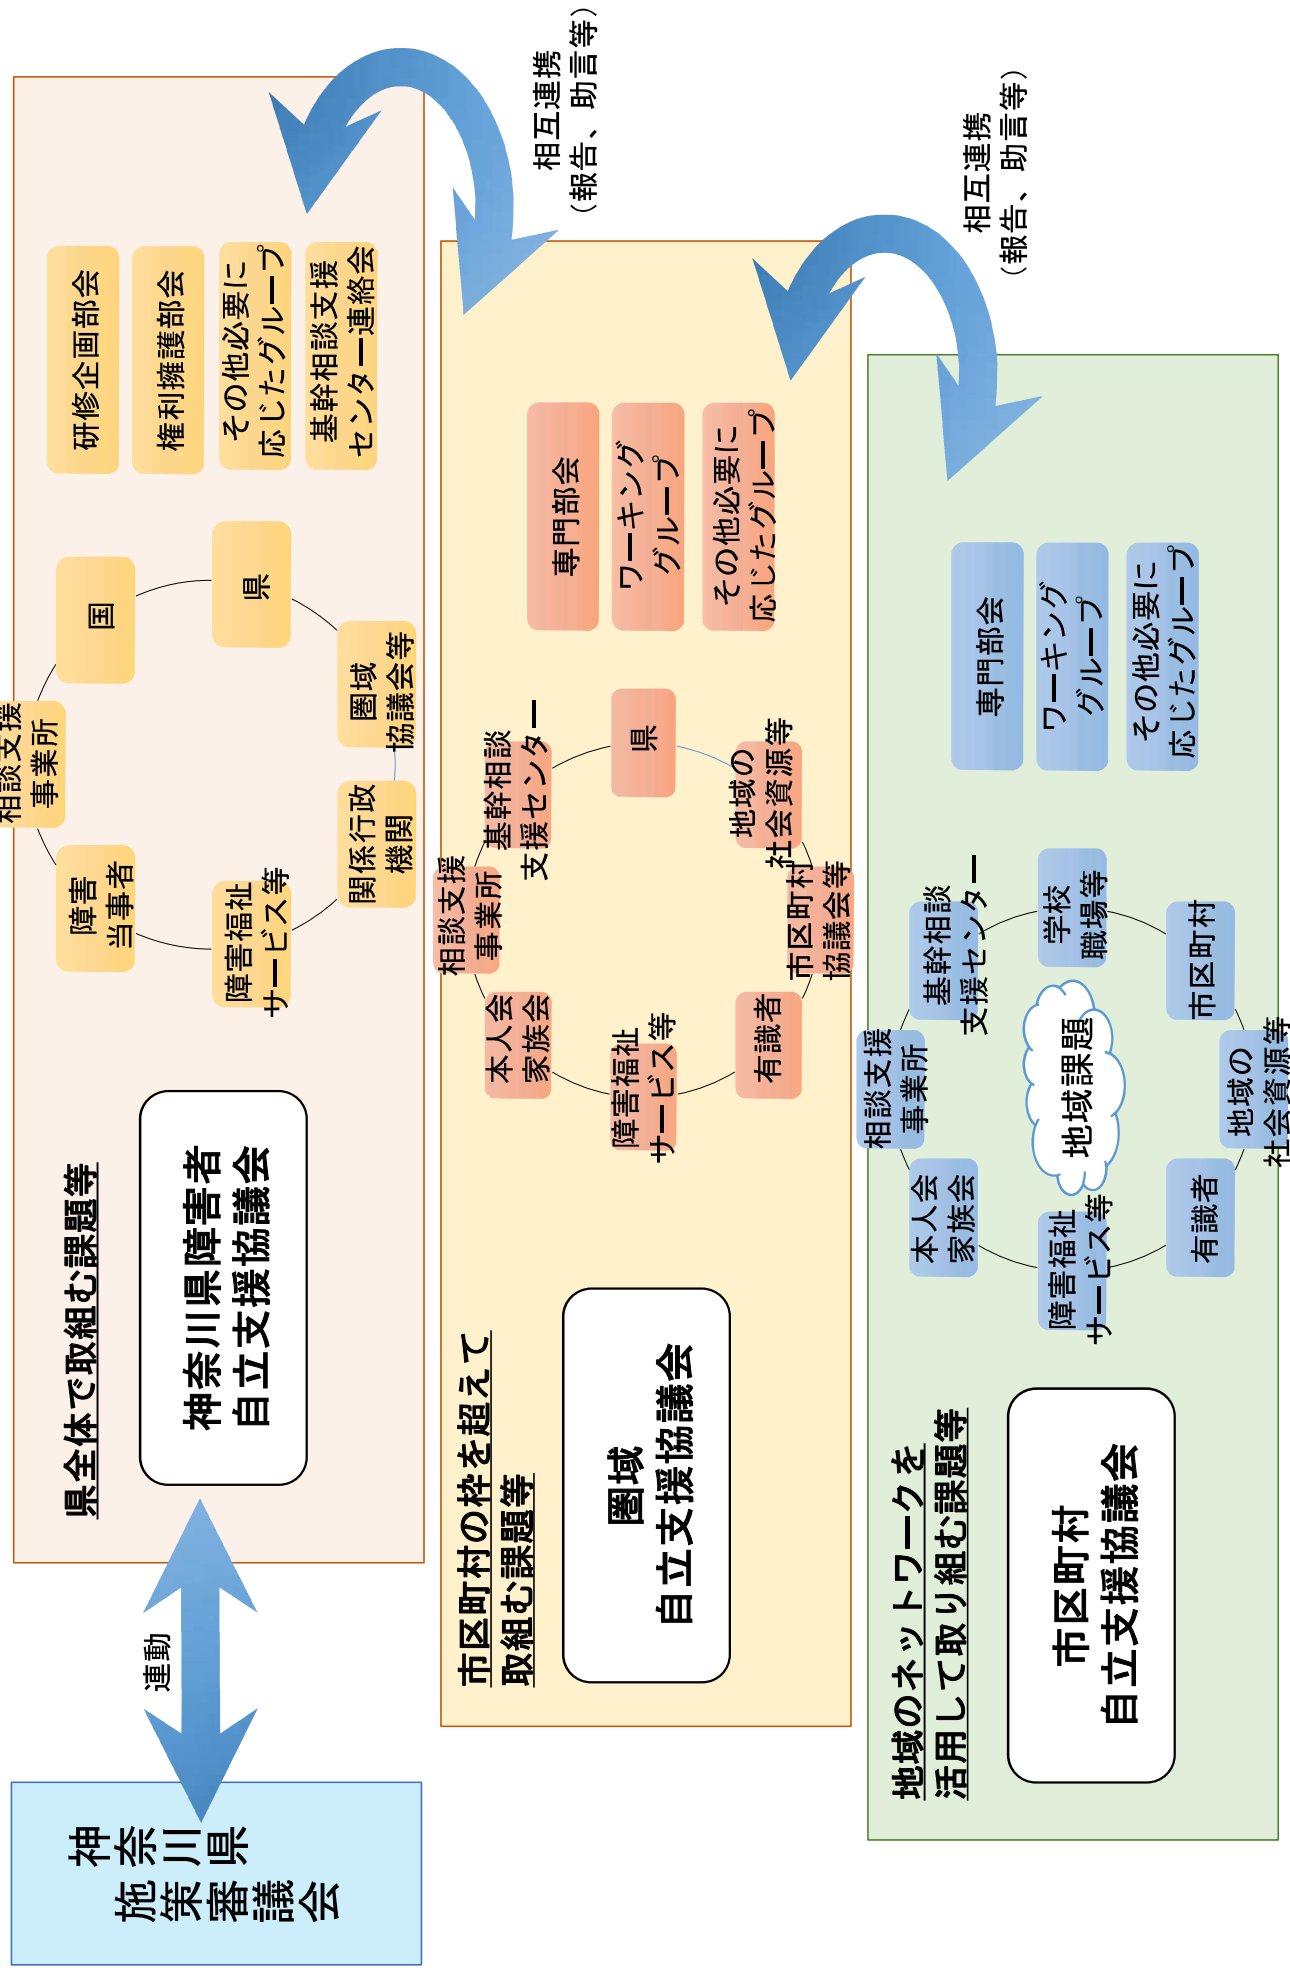 神奈川県
施策審議会
連動
県全体で取組む課題等
神奈川県障害者
自立支援協議会
相談支援
事業所
国
県
圏域
協議会等
関係行政
機関
障害福祉
サービス等
障害
当事者
研修企画部会
権利擁護部会
その他必要に
応じたグループ
基幹相談支援
センター連絡会
相互連携
（報告、助言等）
市区町村の枠を超えて
取組む課題等
圏域
自立支援協議会
相談支援
事業所
基幹相談
支援センター
県
地域の
社会資源等
市区町村
協議会等
有識者
障害福祉
サービス等
本人会
家族会
専門部会
ワーキング
グループ
その他必要に
応じたグループ
相互連携
（報告、助言等）
地域のネットワークを
活用して取り組む課題等
市区町村
自立支援協議会
相談支援
事業所
基幹相談
支援センター
学校
職場等
市区町村
地域の
社会資源等
有識者
障害福祉
サービス等
本人会
家族会
地域課題
専門部会
ワーキング
グループ
その他必要に
応じたグループ